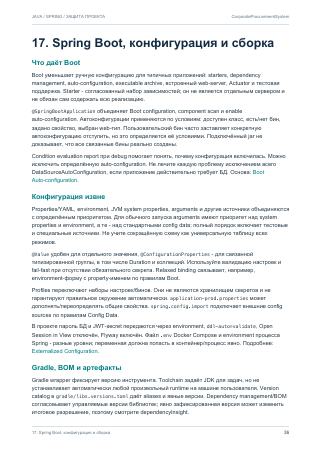 JAVA / SPRING / ЗАЩИТА ПРОЕКТА
CorporateProcurementSystem
17. Spring Boot, конфигурация и сборка
Что даёт Boot
Boot уменьшает ручную конфигурацию для типичных приложений: starters, dependency
management, auto-configuration, executable archive, встроенный web-server, Actuator и тестовая
поддержка. Starter - согласованный набор зависимостей; он не является отдельным сервером и
не обязан сам содержать всю реализацию.
@SpringBootApplication объединяет Boot configuration, component scan и enable
auto-configuration. Автоконфигурации применяются по условиям: доступен класс, есть/нет бин,
задано свойство, выбран web-тип. Пользовательский бин часто заставляет конкретную
автоконфигурацию отступить, но это определяется её условиями. Подключённый jar не
доказывает, что все связанные бины реально созданы.
Condition evaluation report при debug помогает понять, почему конфигурация включилась. Можно
исключить определённую auto-configuration. Не лечите каждую проблему исключением всего
DataSourceAutoConfiguration, если приложению действительно требует БД. Основа: Boot
Auto-configuration.
Конфигурация извне
Properties/YAML, environment, JVM system properties, arguments и другие источники объединяются
с определённым приоритетом. Для обычного запуска arguments имеют приоритет над system
properties и environment, а те - над стандартными config data; полный порядок включает тестовые
и специальные источники. Не учите сокращённую схему как универсальную таблицу всех
режимов.
@Value удобен для отдельного значения, @ConfigurationProperties - для связанной
типизированной группы, в том числе Duration и коллекций. Используйте валидацию настроек и
fail-fast при отсутствии обязательного секрета. Relaxed binding связывает, например,
environment-форму с property-именем по правилам Boot.
Профили переключают наборы настроек/бинов. Они не являются хранилищем секретов и не
гарантируют правильное окружение автоматически. application-prod.properties может
дополнять/переопределять общие свойства. spring.config.import подключает внешние config
sources по правилам Config Data.
В проекте пароль БД и JWT-secret передаются через environment, ddl-auto=validate, Open
Session in View отключён, Flyway включён. Файл .env Docker Compose и environment процесса
Spring - разные уровни; переменная должна попасть в контейнер/процесс явно. Подробнее:
Externalized Configuration.
Gradle, BOM и артефакты
Gradle wrapper фиксирует версию инструмента. Toolchain задаёт JDK для задач, но не
устанавливает автоматически любой произвольный runtime на машине пользователя. Version
catalog в gradle/libs.versions.toml даёт aliases и явные версии. Dependency management/BOM
согласовывает управляемые версии библиотек; явно зафиксированная версия может изменить
итоговое разрешение, поэтому смотрите dependencyInsight.
17. Spring Boot, конфигурация и сборка
36